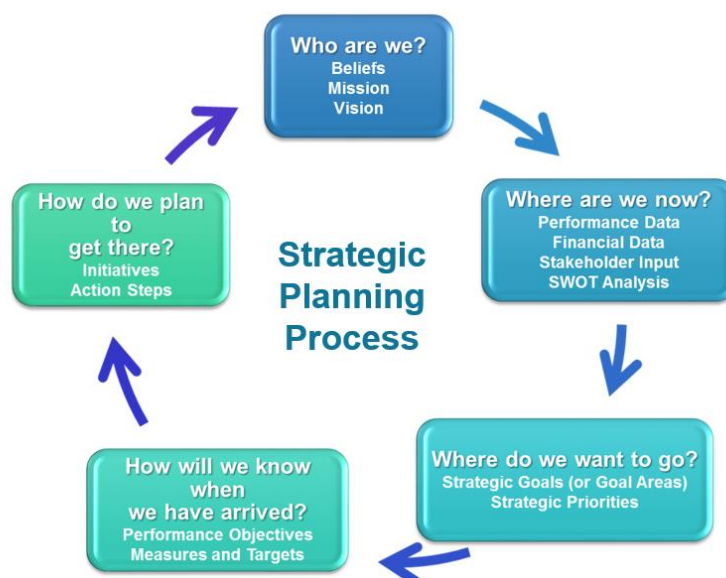 Who are we?
Beliefs
Mission
Vision
Where are we now?
Performance Data
Financial Data
Stakeholder Input
SWOT Analysis
Where do we want to go?
Strategic Goals (or Goal Areas)
Strategic Priorities
How will we know
when
we have arrived?
Performance Objectives
Measures and Targets
How do we plan
to
get there?
Initiatives
Action Steps
Strategic
Planning
Process